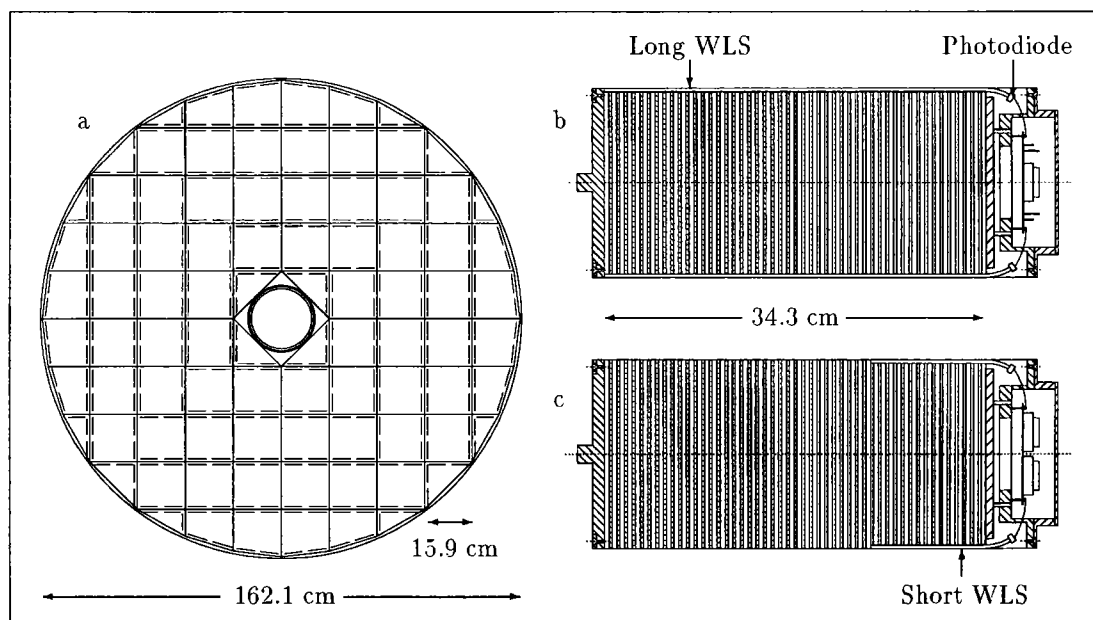 a
15.9 cm
162.1 cm
Long WLS
Photodiode
b
34.3 cm
c
Short WLS